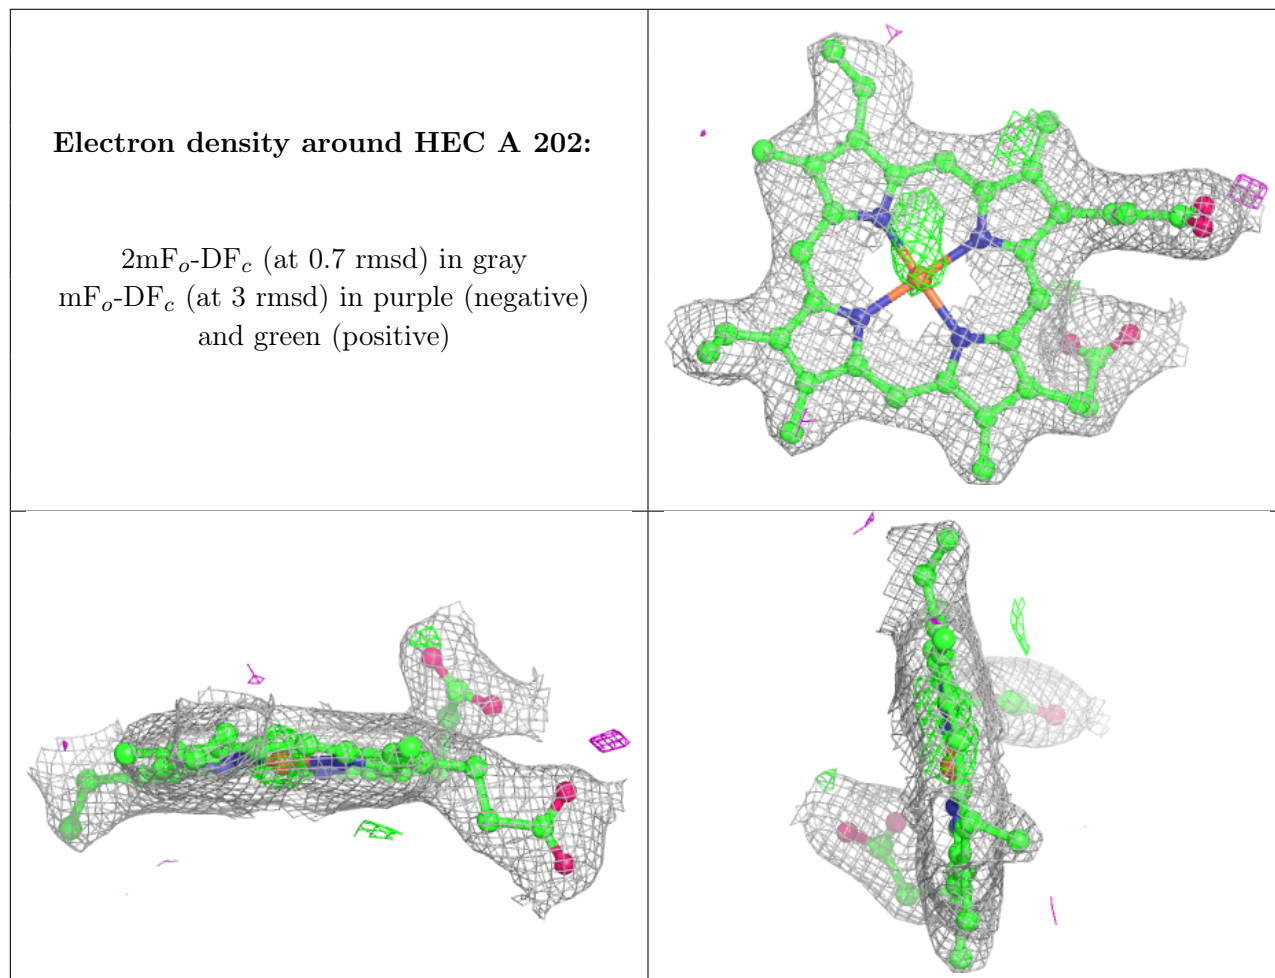 Electron density around HEC A 202:
2mFₒ-DF𝒸 (at 0.7 rmsd) in gray
mFₒ-DF𝒸 (at 3 rmsd) in purple (negative)
and green (positive)